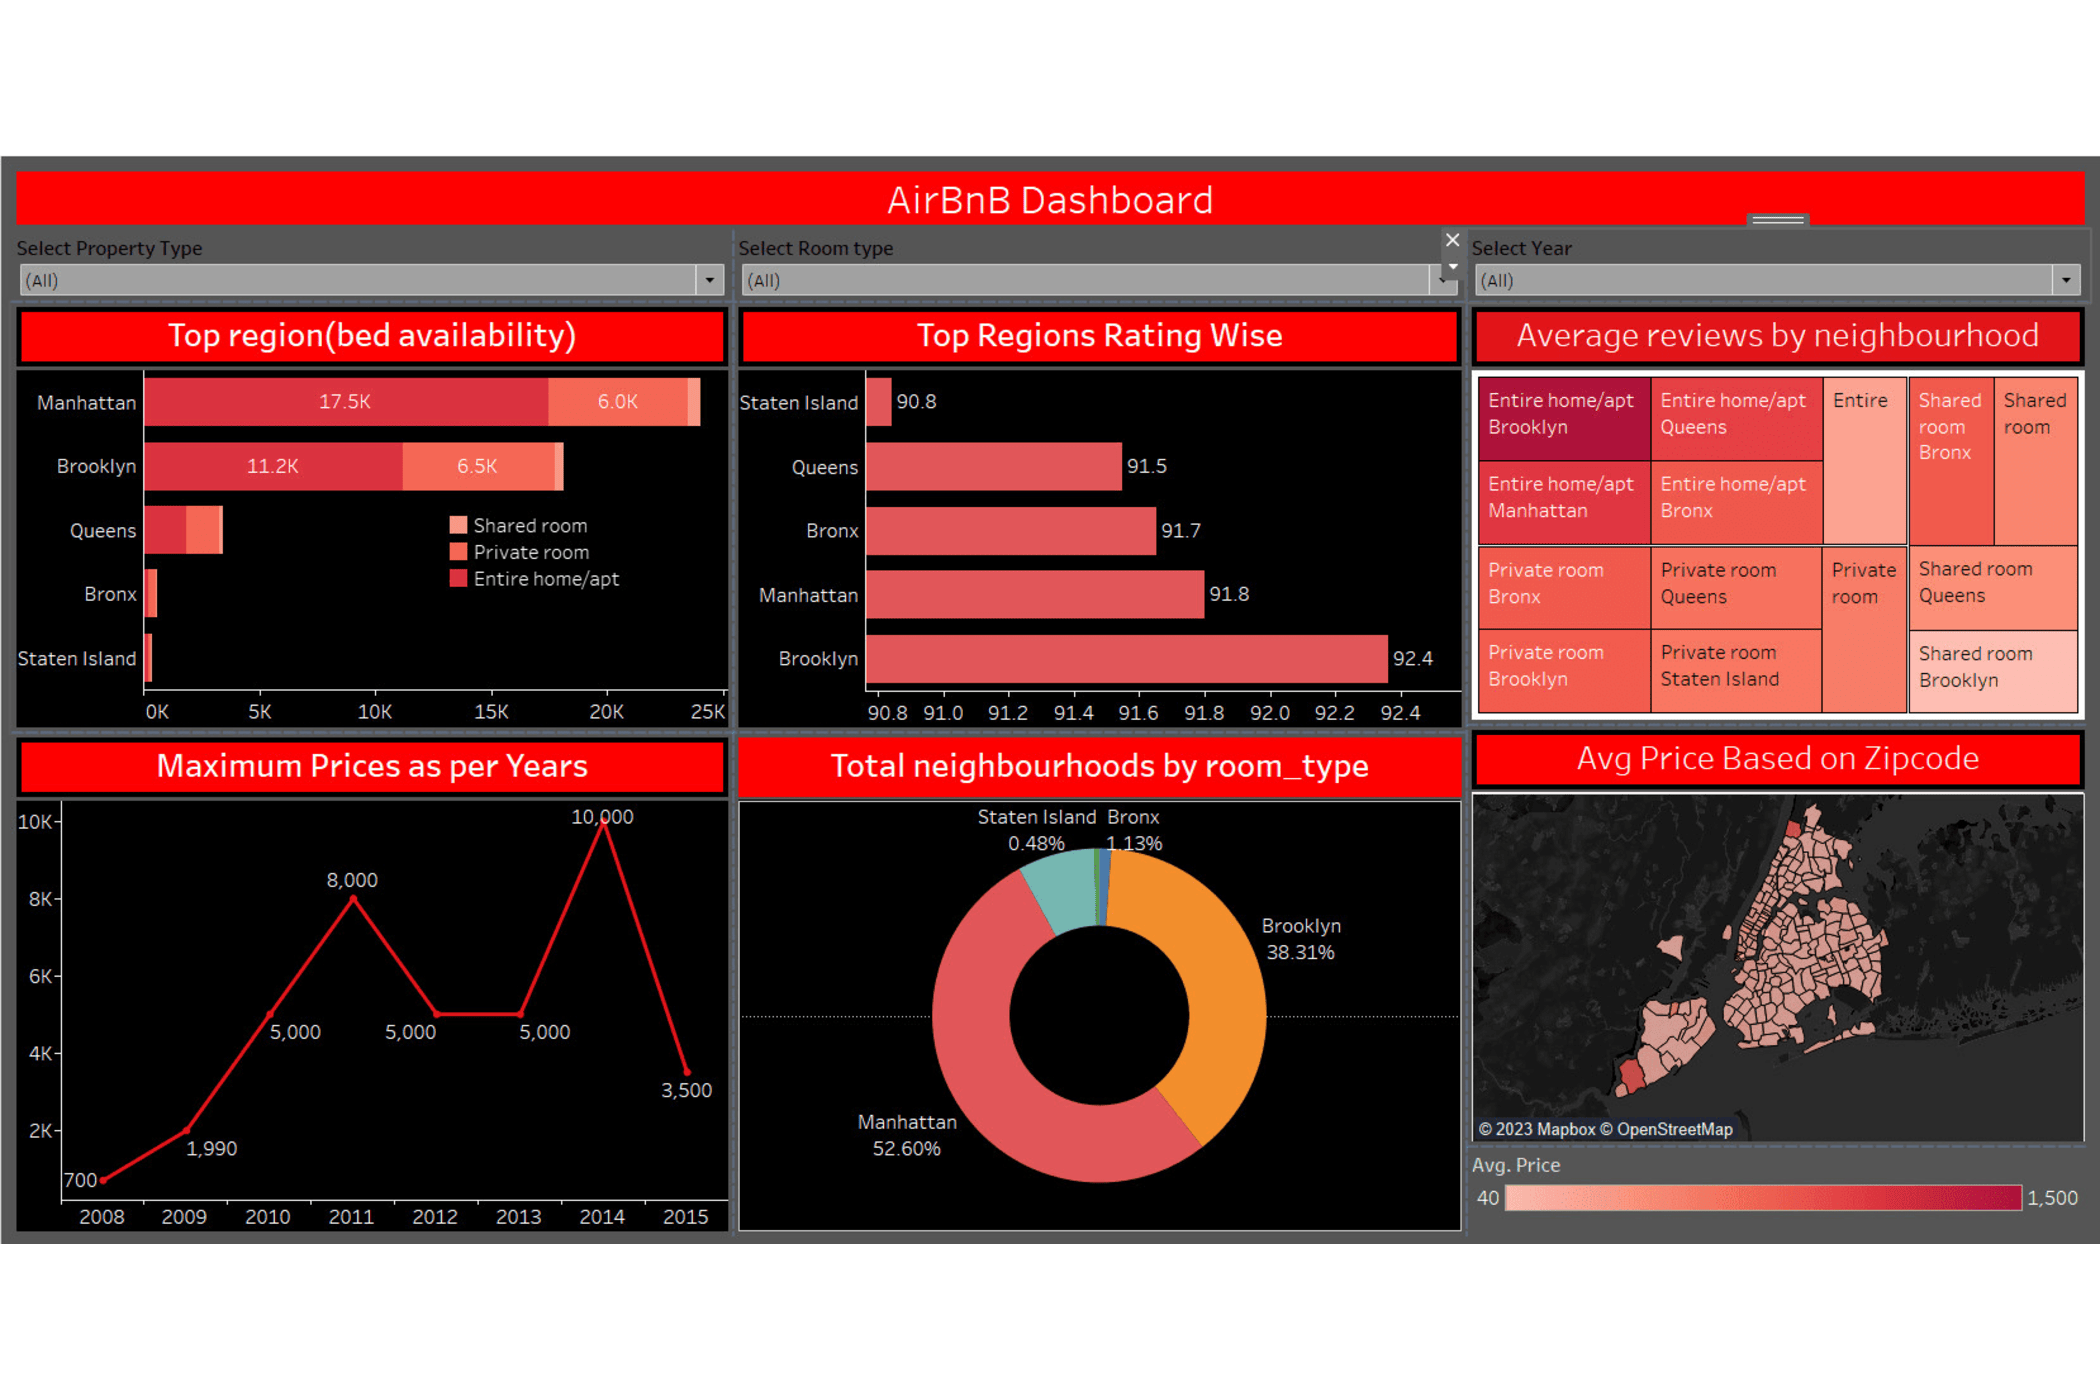 AirBnB Dashboard
Select Property Type
(All)
Select Room type
(All)
Select Year
(All)
Top region(bed availability)
Manhattan
17.5K
6.0K
Brooklyn
11.2K
6.5K
Queens
Bronx
Staten Island
Shared room
Private room
Entire home/apt
0K
5K
10K
15K
20K
25K
Top Regions Rating Wise
Staten Island
90.8
Queens
91.5
Bronx
91.7
Manhattan
91.8
Brooklyn
92.4
90.8
91.0
91.2
91.4
91.6
91.8
92.0
92.2
92.4
Average reviews by neighbourhood
Entire home/apt
Brooklyn
Entire home/apt
Queens
Entire
Shared
room
Bronx
Shared
room
Entire home/apt
Manhattan
Entire home/apt
Bronx
Private room
Bronx
Private room
Queens
Private
room
Shared room
Queens
Private room
Brooklyn
Private room
Staten Island
Shared room
Brooklyn
Maximum Prices as per Years
10K
8K
6K
4K
2K
700
1,990
5,000
8,000
5,000
5,000
10,000
3,500
2008
2009
2010
2011
2012
2013
2014
2015
Total neighbourhoods by room_type
Staten Island
0.48%
Bronx
1.13%
Brooklyn
38.31%
Manhattan
52.60%
Avg Price Based on Zipcode
© 2023 Mapbox © OpenStreetMap
Avg. Price
40
1,500